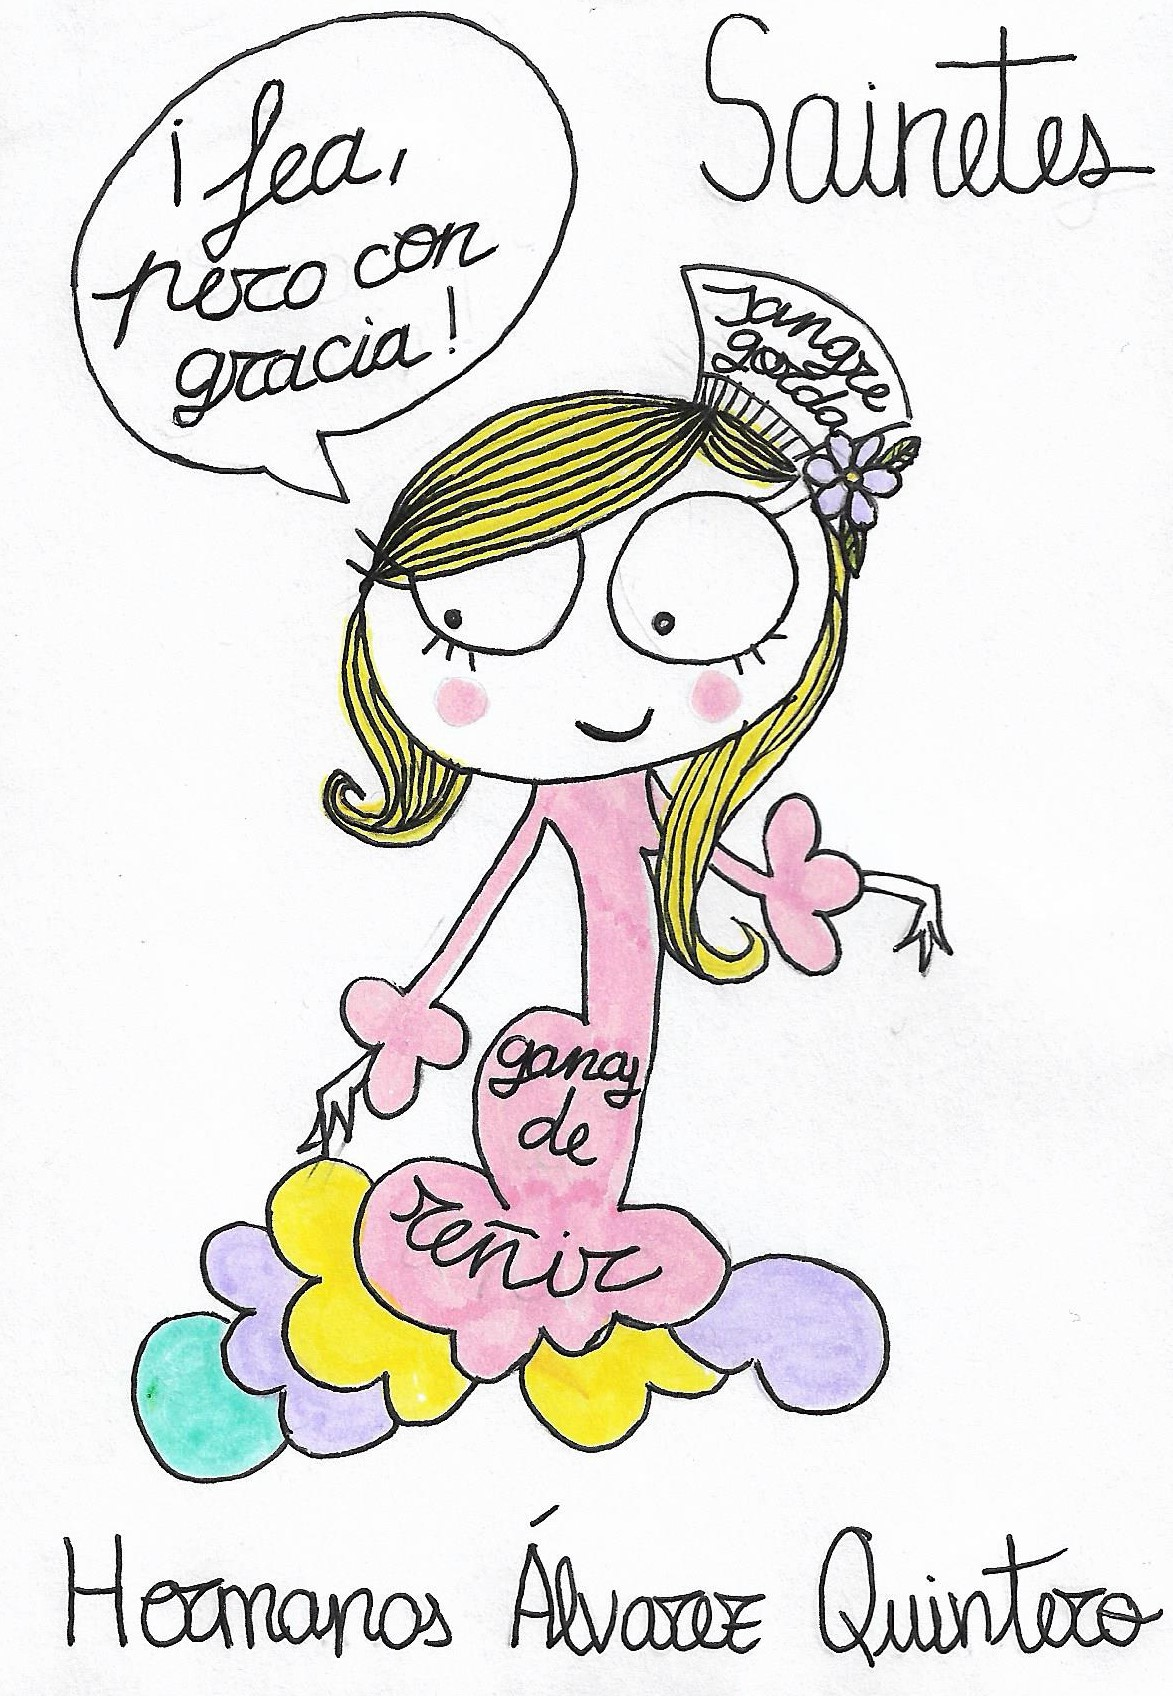 Sainetes
¡fea,
pero con
gracia!
Sangre
gorda
ganas
de
reñir
Hermanos Álvarez Quintero